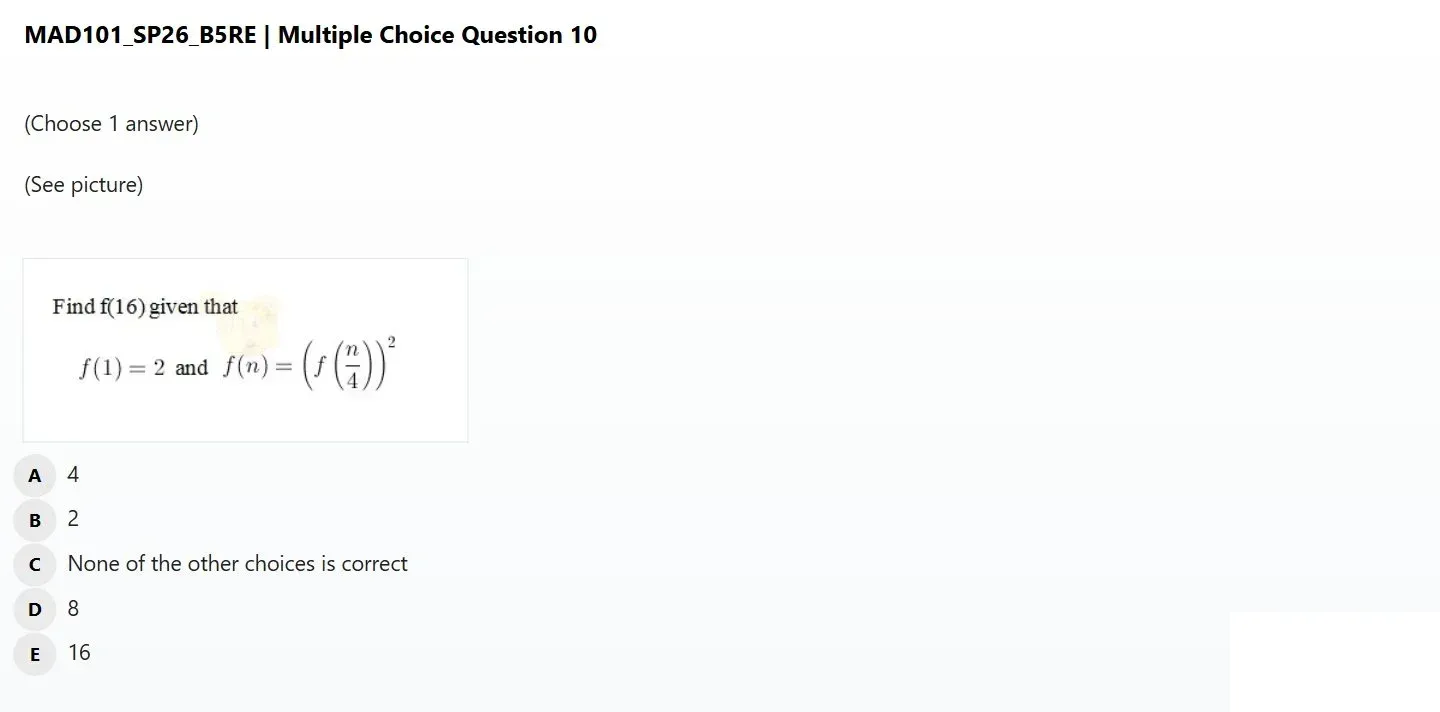 MAD101_SP26_B5RE | Multiple Choice Question 10
(Choose 1 answer)
(See picture)
Find f(16) given that
f(1) = 2 and f(n) = (f(n/4))²
A 4
B 2
C None of the other choices is correct
D 8
E 16